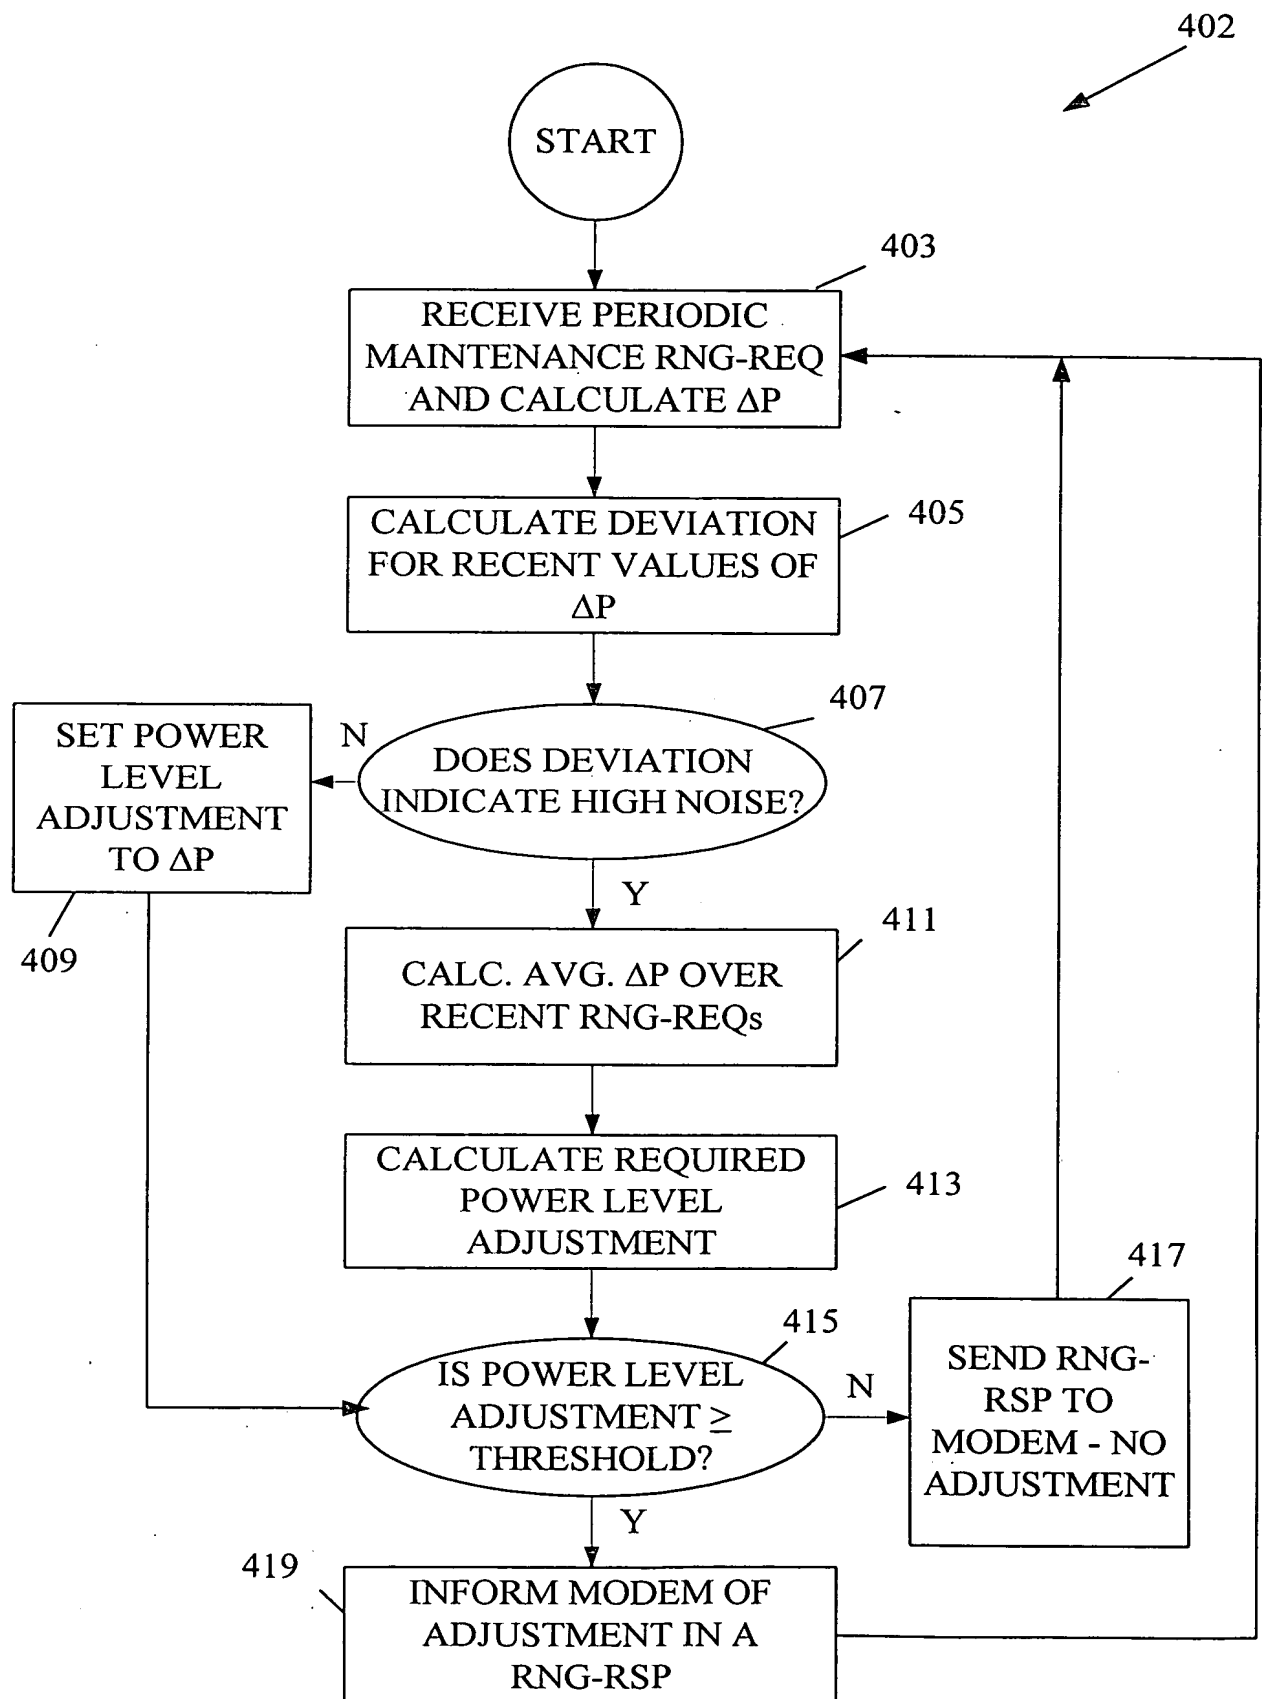 402
START
403
RECEIVE PERIODIC
MAINTENANCE RNG-REQ
AND CALCULATE ΔP
405
CALCULATE DEVIATION
FOR RECENT VALUES OF
ΔP
407
DOES DEVIATION
INDICATE HIGH NOISE?
N
SET POWER
LEVEL
ADJUSTMENT
TO ΔP
409
Y
411
CALC. AVG. ΔP OVER
RECENT RNG-REQs
413
CALCULATE REQUIRED
POWER LEVEL
ADJUSTMENT
415
IS POWER LEVEL
ADJUSTMENT ≥
THRESHOLD?
N
417
SEND RNG-
RSP TO
MODEM - NO
ADJUSTMENT
Y
419
INFORM MODEM OF
ADJUSTMENT IN A
RNG-RSP